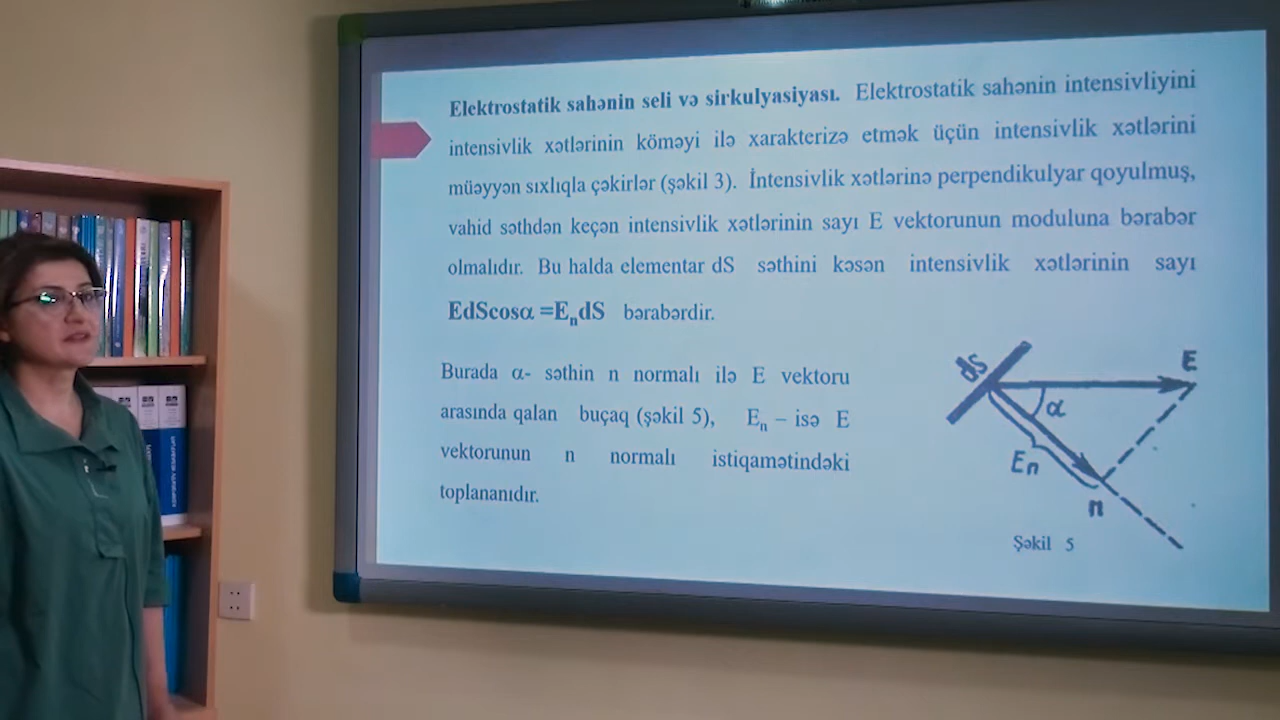 Elektrostatik sahənin seli və sirkulyasiyası. Elektrostatik sahənin intensivliyini
intensivlik xətlərinin köməyi ilə xarakterizə etmək üçün intensivlik xətlərini
müəyyən sıxlıqla çəkirlər (şəkil 3). İntensivlik xətlərinə perpendikulyar qoyulmuş,
vahid səthdən keçən intensivlik xətlərinin sayı E vektorunun moduluna bərabər
olmalıdır. Bu halda elementar dS səthini kəsən intensivlik xətlərinin sayı
EdScosα =EₙdS bərabərdir.
Burada α- səthin n normalı ilə E vektoru
arasında qalan buçaq (şəkil 5), Eₙ – isə E
vektorunun n normalı istiqamətindəki
toplananıdır.
dS
E
α
Eₙ
n
Şəkil 5